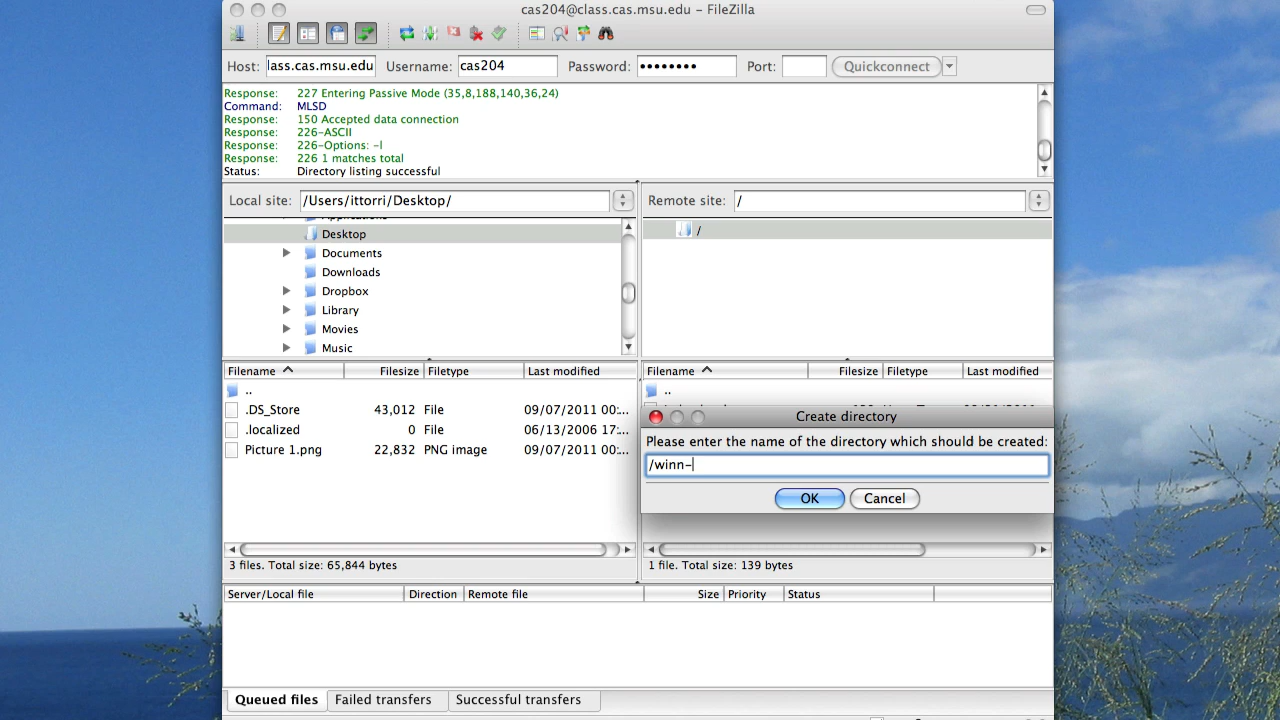 cas204@class.cas.msu.edu - FileZilla
Host: lass.cas.msu.edu Username: cas204 Password: •••••••• Port: Quickconnect
Response: 227 Entering Passive Mode (35,8,188,140,36,24)
Command: MLSD
Response: 150 Accepted data connection
Response: 226-ASCII
Response: 226-Options: -l
Response: 226 1 matches total
Status: Directory listing successful
Local site: /Users/ittorri/Desktop/
Remote site: /
Applications
Desktop
Documents
Downloads
Dropbox
Library
Movies
Music
/
Filename Filesize Filetype Last modified
..
.DS_Store 43,012 File 09/07/2011 00:...
.localized 0 File 06/13/2006 17:...
Picture 1.png 22,832 PNG image 09/07/2011 00:...
3 files. Total size: 65,844 bytes
Filename Filesize Filetype Last modified
..
Create directory
Please enter the name of the directory which should be created:
/winn-
OK Cancel
1 file. Total size: 139 bytes
Server/Local file Direction Remote file Size Priority Status
Queued files Failed transfers Successful transfers